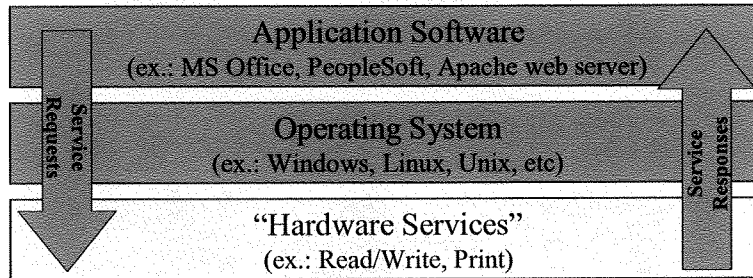 Application Software
(ex.: MS Office, PeopleSoft, Apache web server)
Service
Requests
Operating System
(ex.: Windows, Linux, Unix, etc)
Service
Responses
“Hardware Services”
(ex.: Read/Write, Print)